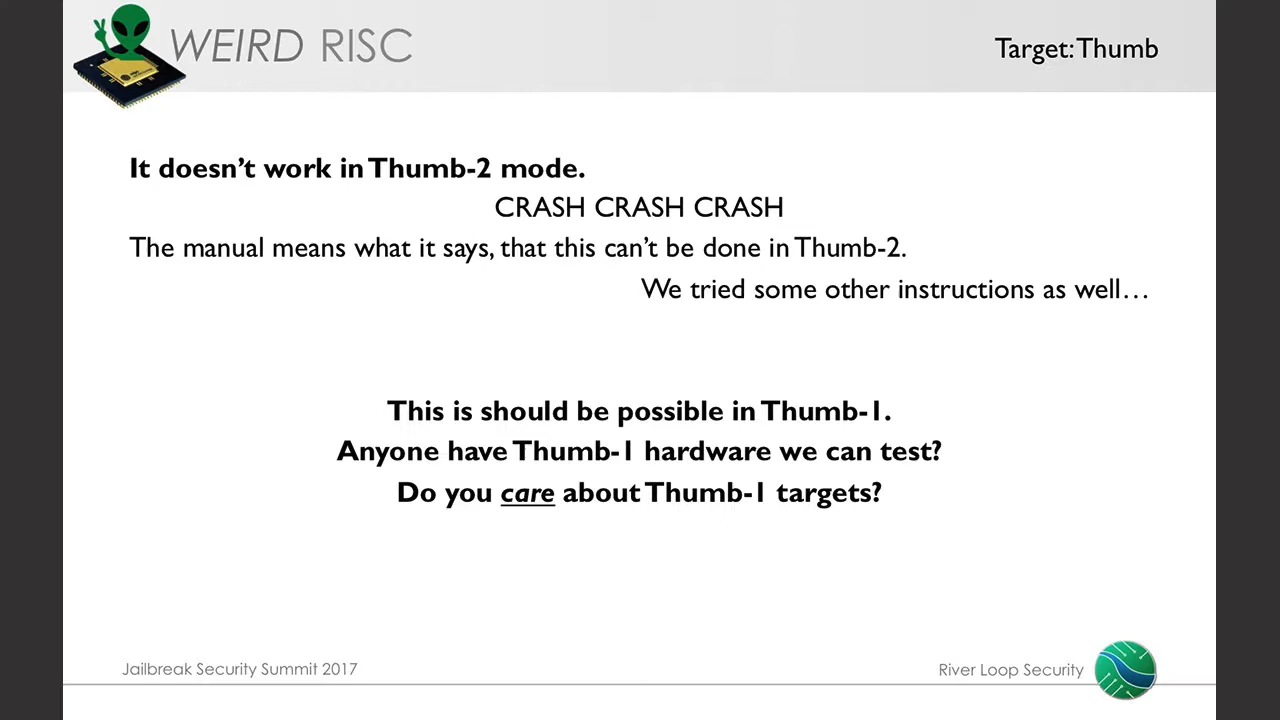 WEIRD RISC
Target: Thumb
It doesn't work in Thumb-2 mode.
CRASH CRASH CRASH
The manual means what it says, that this can't be done in Thumb-2.
We tried some other instructions as well…
This is should be possible in Thumb-1.
Anyone have Thumb-1 hardware we can test?
Do you care about Thumb-1 targets?
Jailbreak Security Summit 2017
River Loop Security